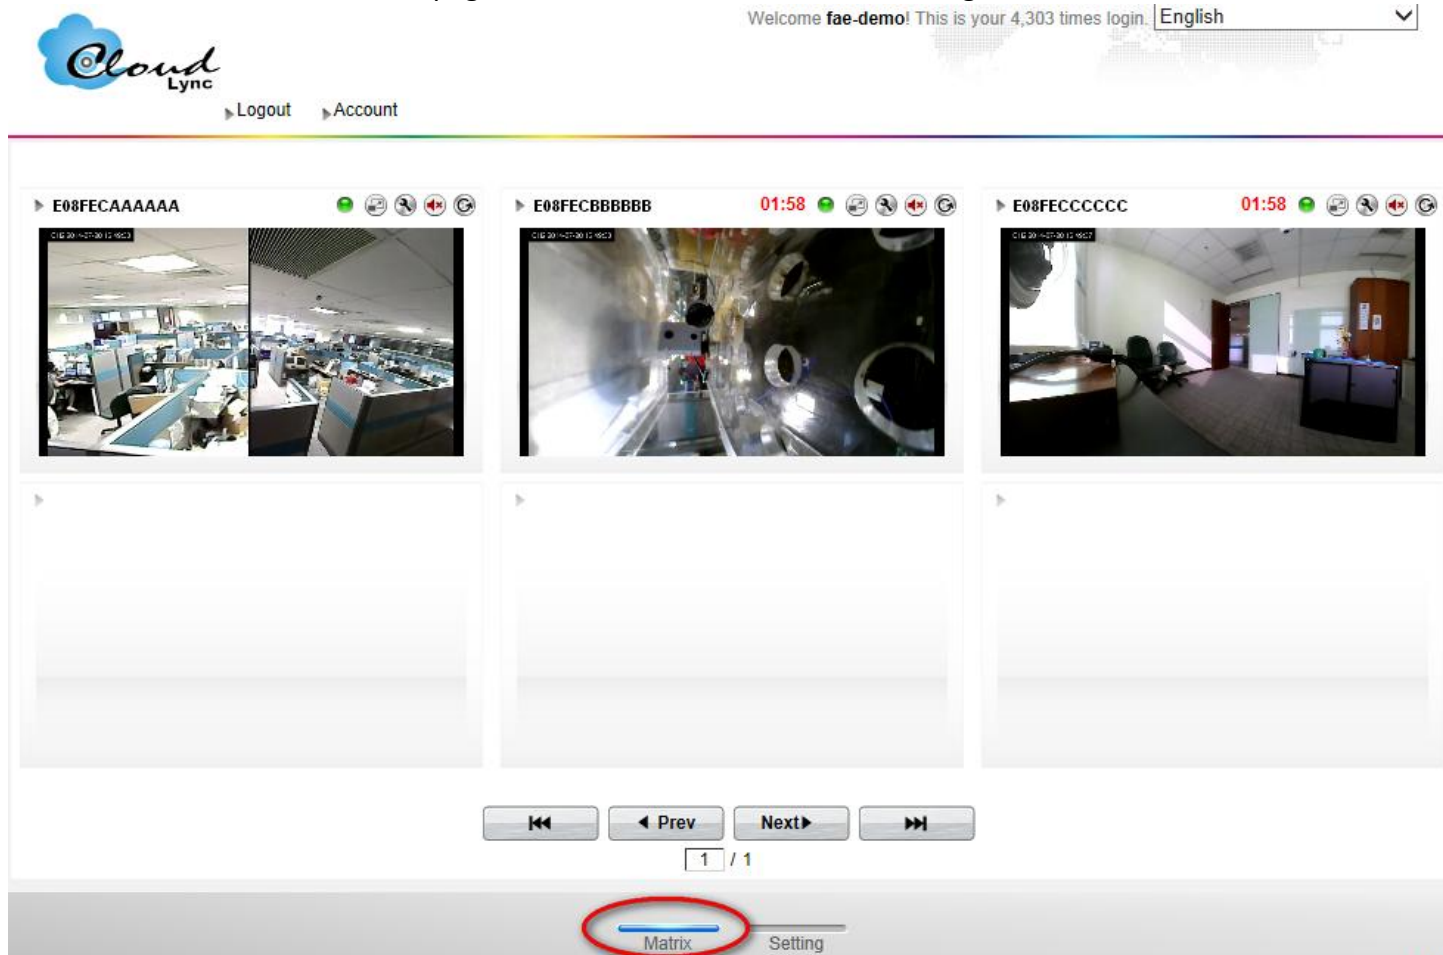 Welcome fae-demo! This is your 4,303 times login. English
Cloud
Lync
Logout Account
E08FECAAAAAA
E08FECBBBBBB 01:58
E08FECCCCCC 01:58
Prev Next
1 / 1
Matrix Setting